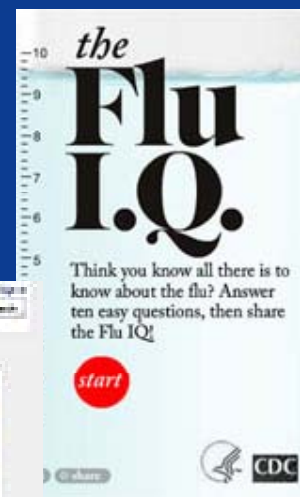 the
Flu
I.Q.
10
9
8
7
6
5
Think you know all there is to
know about the flu? Answer
ten easy questions, then share
the Flu IQ!
start
share
CDC